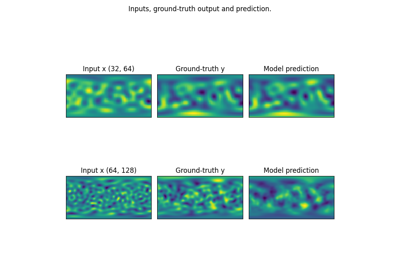 Inputs, ground-truth output and prediction.
Input x (32, 64) Ground-truth y Model prediction
Input x (64, 128) Ground-truth y Model prediction